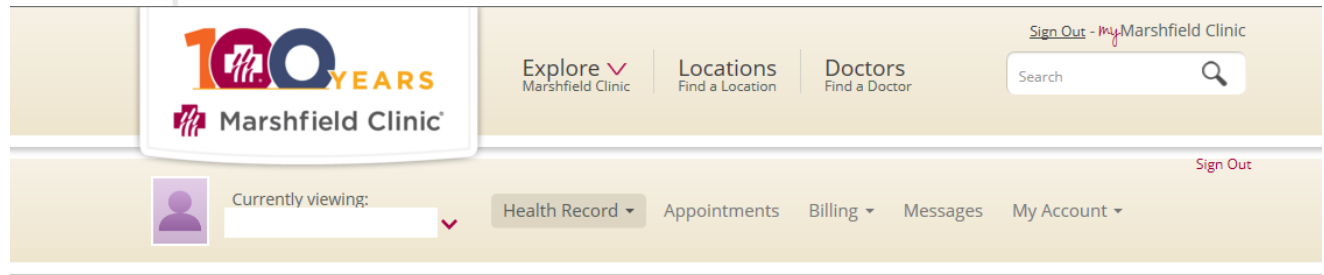 100 YEARS
Marshfield Clinic
Explore
Marshfield Clinic
Locations
Find a Location
Doctors
Find a Doctor
Sign Out - myMarshfield Clinic
Search
Sign Out
Currently viewing:
Health Record
Appointments
Billing
Messages
My Account